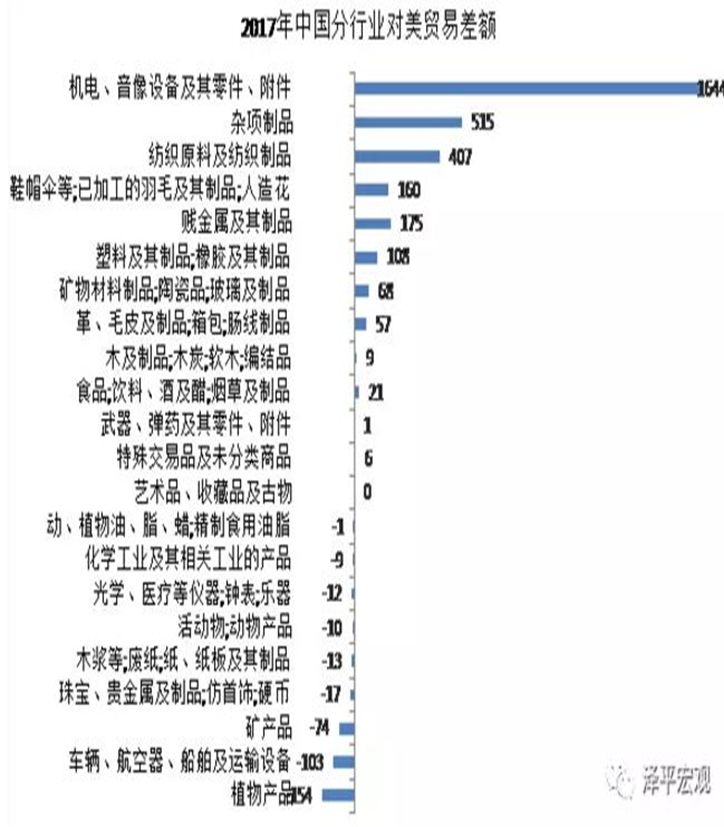 2017年中国分行业对美贸易差额
机电、音像设备及其零件、附件 1644
杂项制品 515
纺织原料及纺织制品 407
鞋帽伞等;已加工的羽毛及其制品;人造花 160
贱金属及其制品 175
塑料及其制品;橡胶及其制品 108
矿物材料制品;陶瓷品;玻璃及制品 68
革、毛皮及制品;箱包;肠线制品 57
木及制品;木炭;软木;编结品 9
食品;饮料、酒及醋;烟草及制品 21
武器、弹药及其零件、附件 1
特殊交易品及未分类商品 6
艺术品、收藏品及古物 0
动、植物油、脂、蜡;精制食用油脂 -1
化学工业及其相关工业的产品 -9
光学、医疗等仪器;钟表;乐器 -12
活动物;动物产品 -10
木浆等;废纸;纸、纸板及其制品 -13
珠宝、贵金属及制品;仿首饰;硬币 -17
矿产品 -74
车辆、航空器、船舶及运输设备 -103
植物产品 -154
泽平宏观